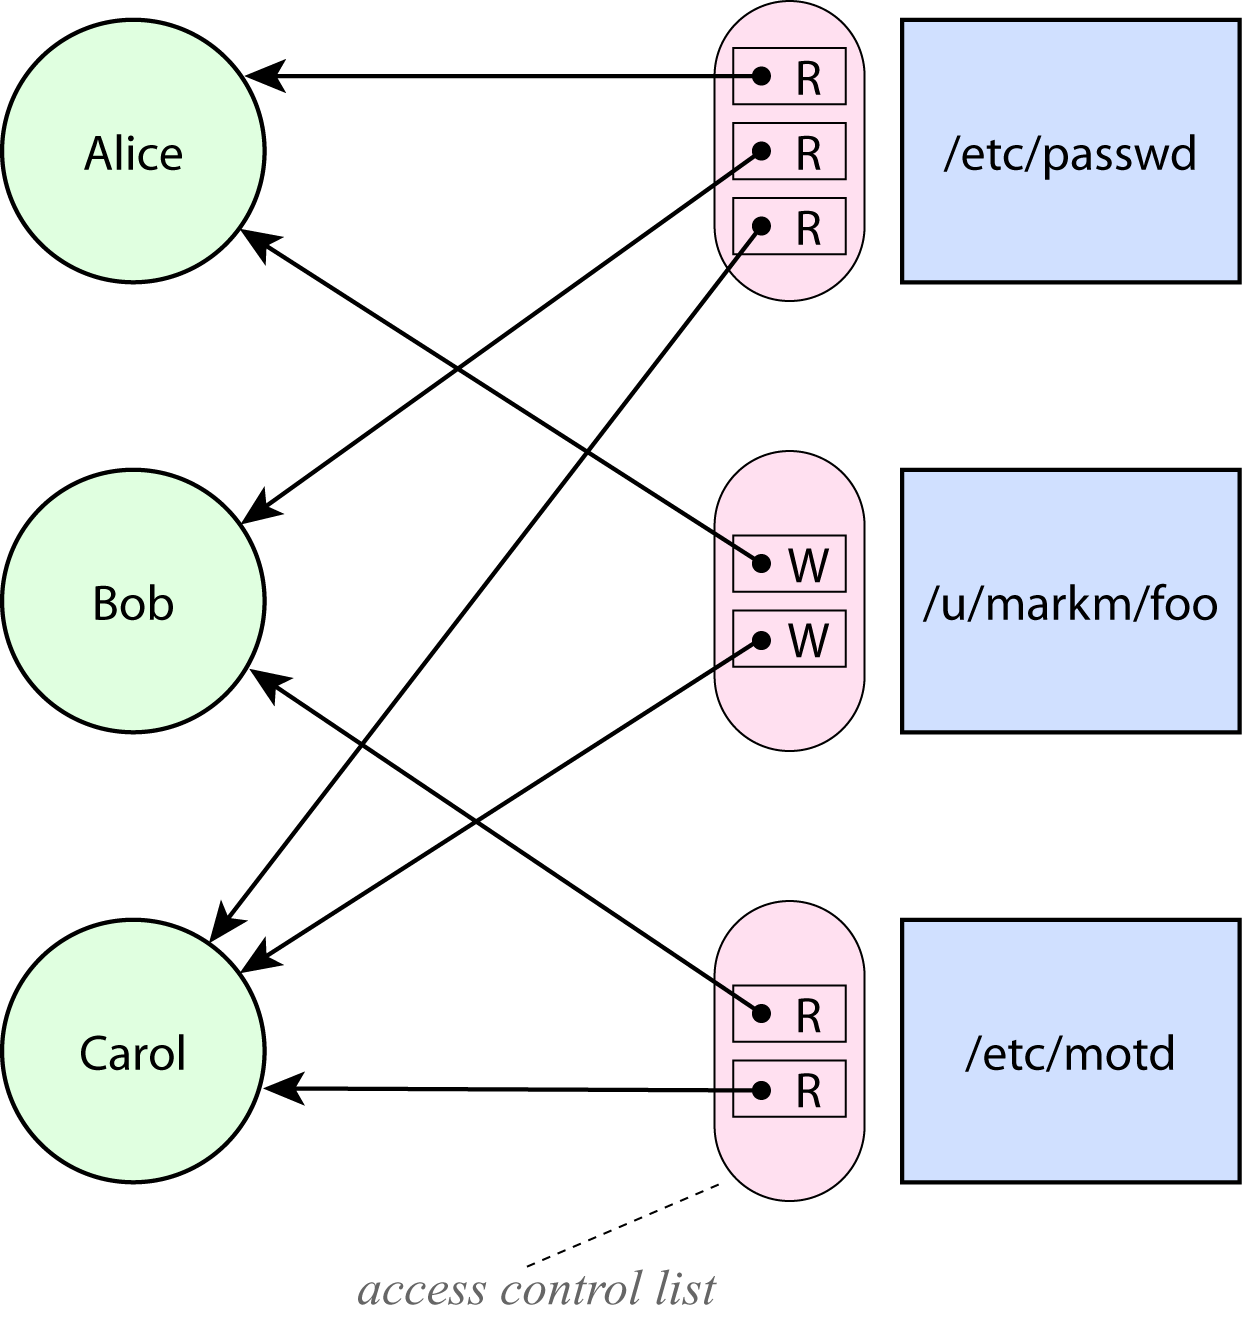 Alice
R
R
R
/etc/passwd
Bob
W
W
/u/markm/foo
Carol
R
R
/etc/motd
access control list